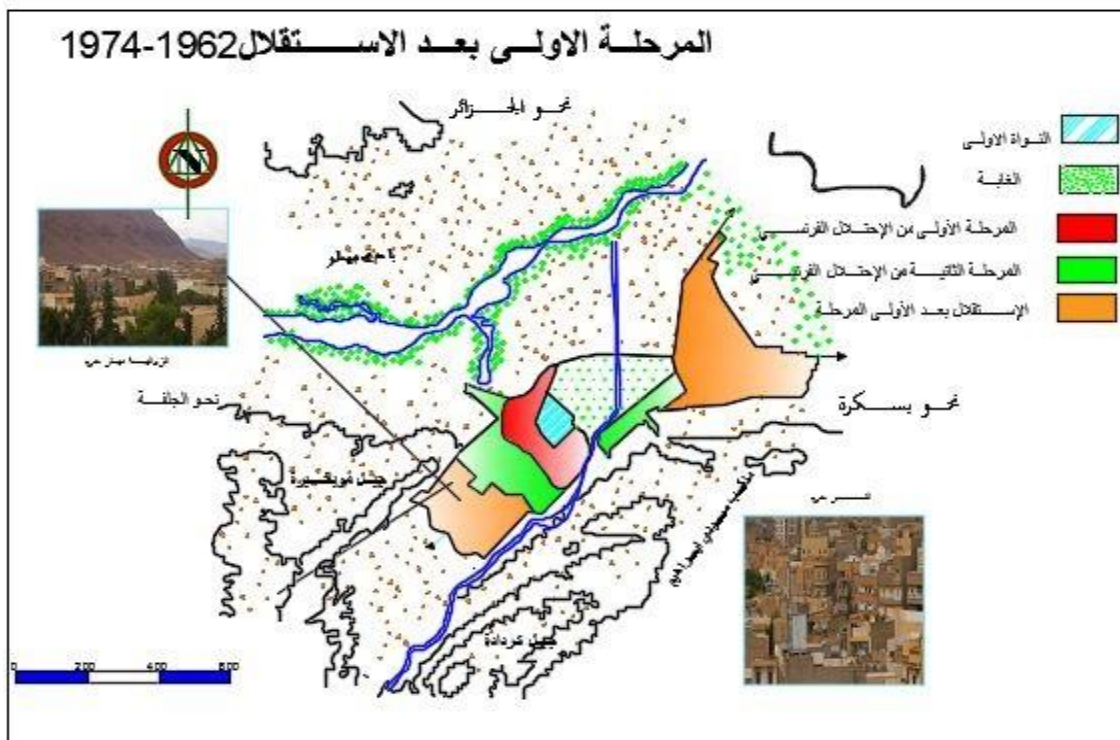 المرحلة الاولى بعد الاستقلال1962-1974
نحو الجزائر
النواة الاولى
الغابة
المرحلة الأولى من الإحتلال الفرنسي
المرحلة الثانية من الإحتلال الفرنسي
الإستقلال بعد الأولى المرحلة
نحو الجلفة
نحو بسكرة
جبل كردادة
0 200 400 600